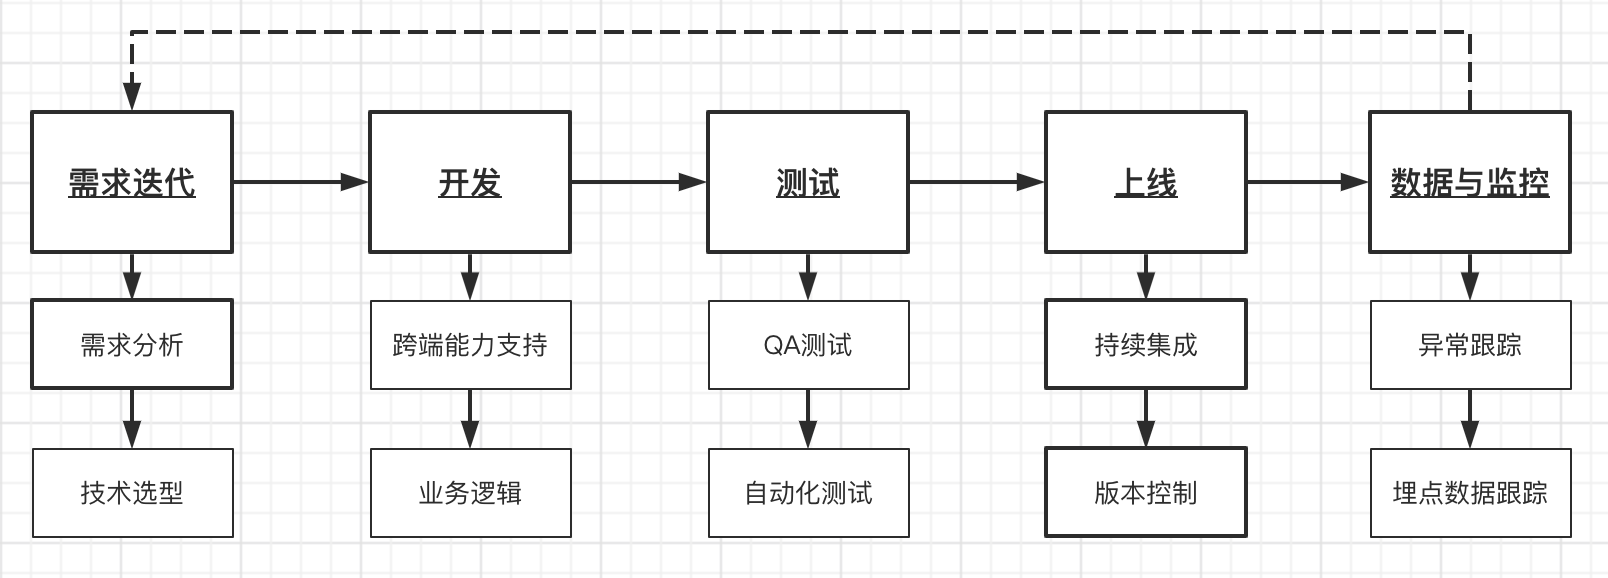 需求迭代
开发
测试
上线
数据与监控
需求分析
跨端能力支持
QA测试
持续集成
异常跟踪
技术选型
业务逻辑
自动化测试
版本控制
埋点数据跟踪